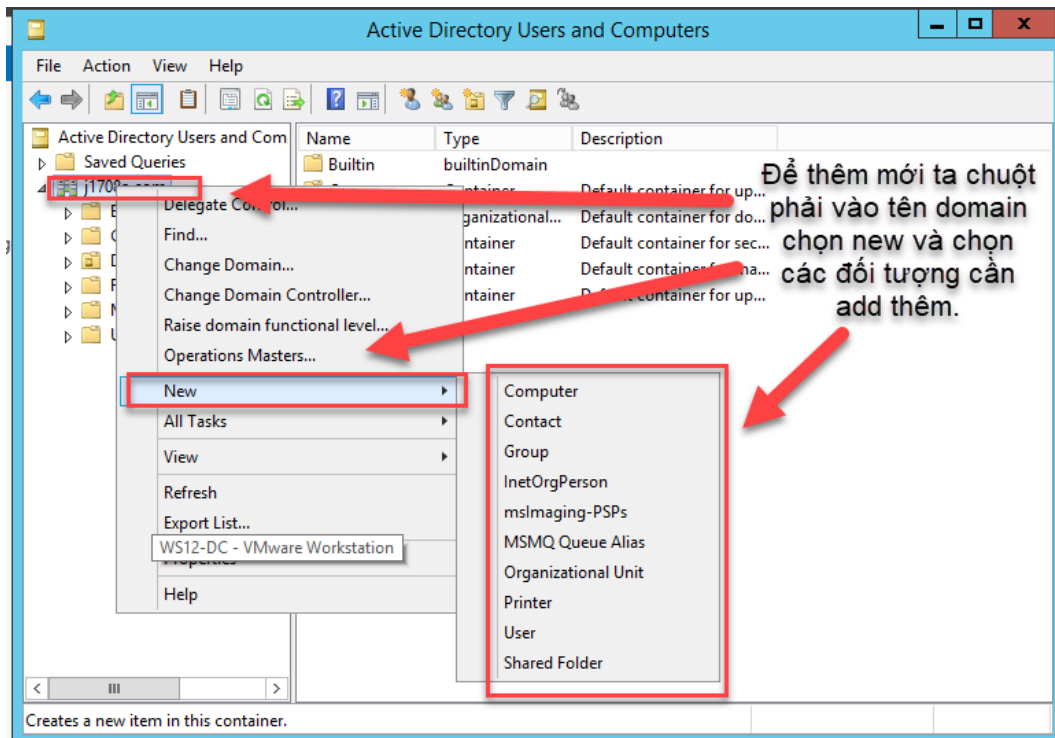 Active Directory Users and Computers
File Action View Help
Active Directory Users and Com
Name Type Description
Saved Queries
Builtin builtinDomain
Để thêm mới ta chuột
phải vào tên domain
chọn new và chọn
các đối tượng cần
add thêm.
Default container for up...
Default container for do...
Default container for sec...
Default container for up...
Delegate Control...
Find...
Change Domain...
Change Domain Controller...
Raise domain functional level...
Operations Masters...
New
All Tasks
View
Refresh
Export List...
WS12-DC - VMware Workstation
Properties
Help
Computer
Contact
Group
InetOrgPerson
msImaging-PSPs
MSMQ Queue Alias
Organizational Unit
Printer
User
Shared Folder
Creates a new item in this container.